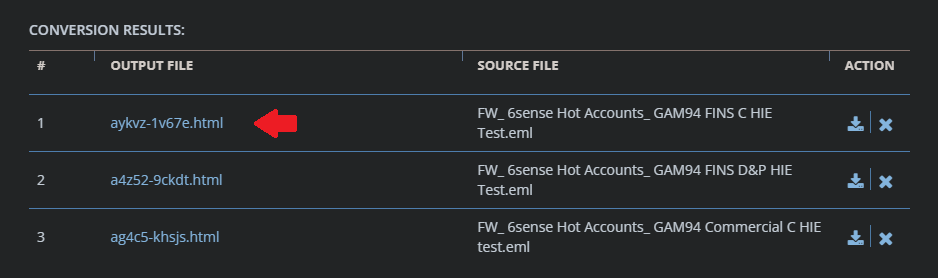 CONVERSION RESULTS:
# OUTPUT FILE SOURCE FILE ACTION
1 aykvz-1v67e.html FW_ 6sense Hot Accounts_ GAM94 FINS C HIE
Test.eml
2 a4z52-9ckdt.html FW_ 6sense Hot Accounts_ GAM94 FINS D&P HIE
Test.eml
3 ag4c5-khsjs.html FW_ 6sense Hot Accounts_ GAM94 Commercial C HIE
test.eml